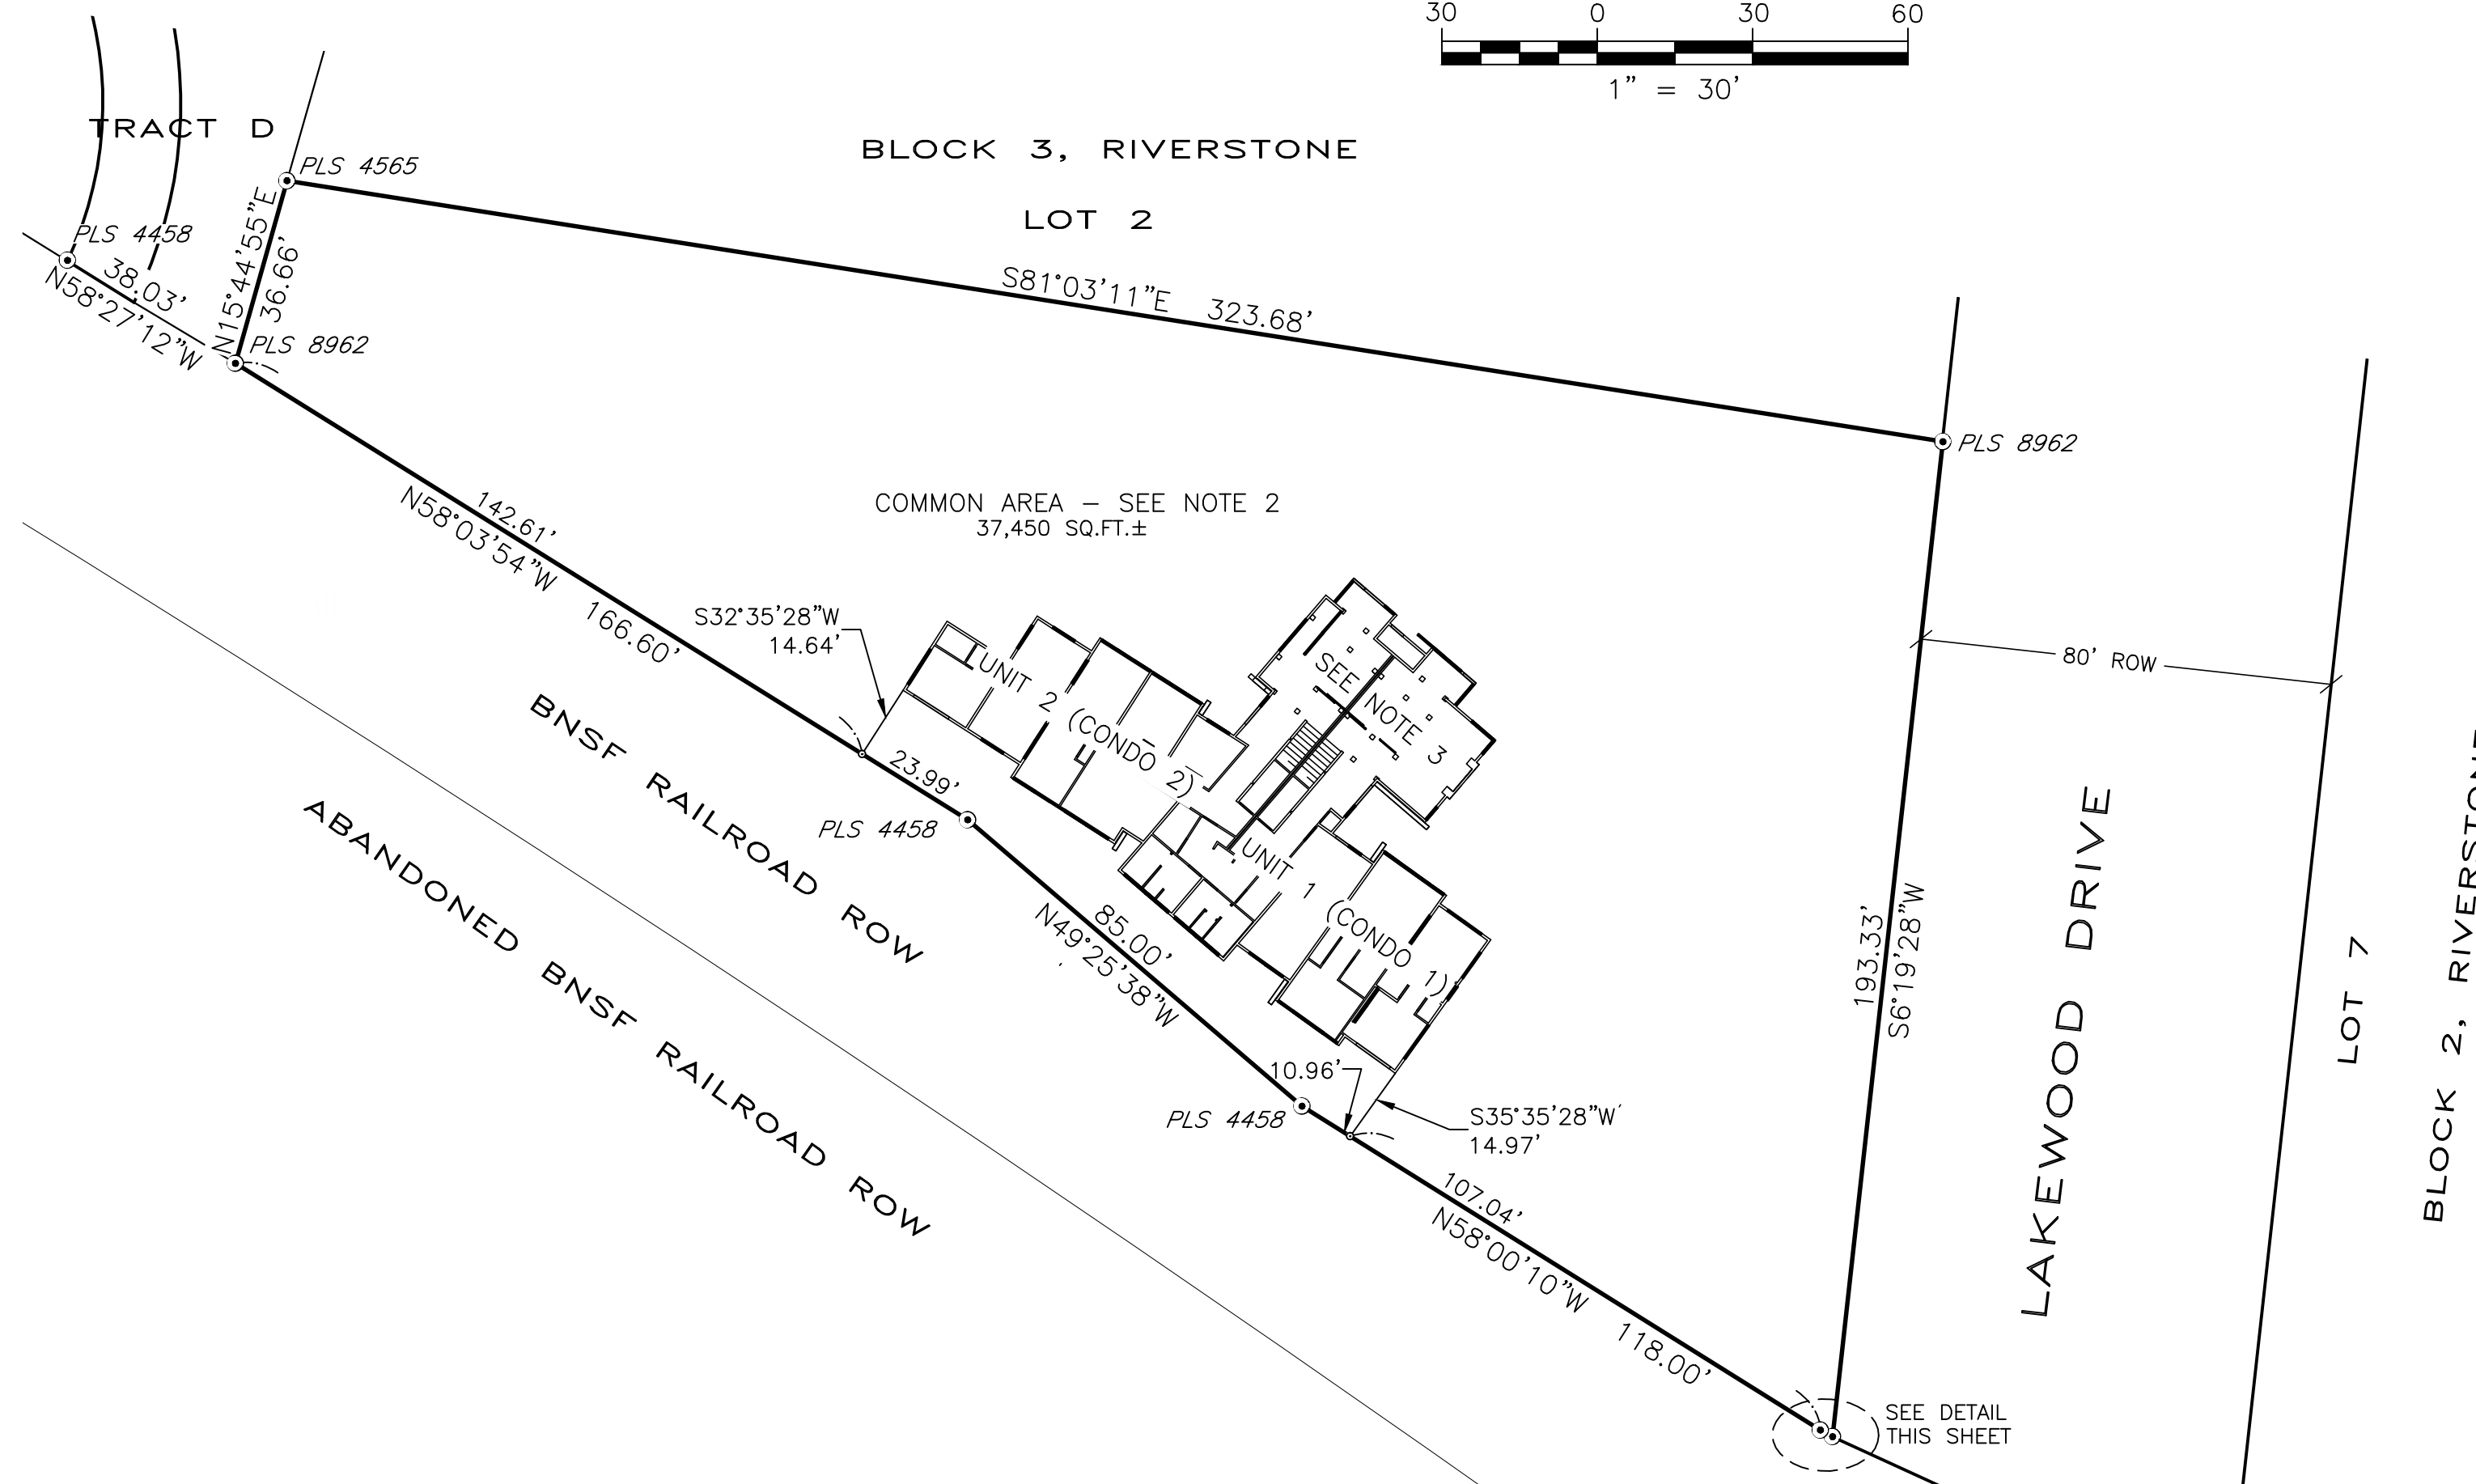 30 0 30 60
1" = 30'
TRACT D
PLS 4565
BLOCK 3, RIVERSTONE
LOT 2
PLS 4458
38.03'
N58°27'12"W
N15°44'55"E
36.66'
PLS 8962
S81°03'11"E 323.68'
PLS 8962
COMMON AREA – SEE NOTE 2
37,450 SQ.FT.±
142.61'
N58°03'54"W 166.60'
S32°35'28"W
14.64'
UNIT 2 (CONDO 2)
SEE NOTE 3
80' ROW
23.99'
PLS 4458
BNSF RAILROAD ROW
ABANDONED BNSF RAILROAD ROW
UNIT 1 (CONDO 1)
85.00'
N49°25'38"W
193.33'
S6°19'28"W
LAKEWOOD DRIVE
LOT 7
BLOCK 2, RIVERSTONE
10.96'
PLS 4458
S35°35'28"W
14.97'
107.04'
N58°00'10"W 118.00'
SEE DETAIL
THIS SHEET